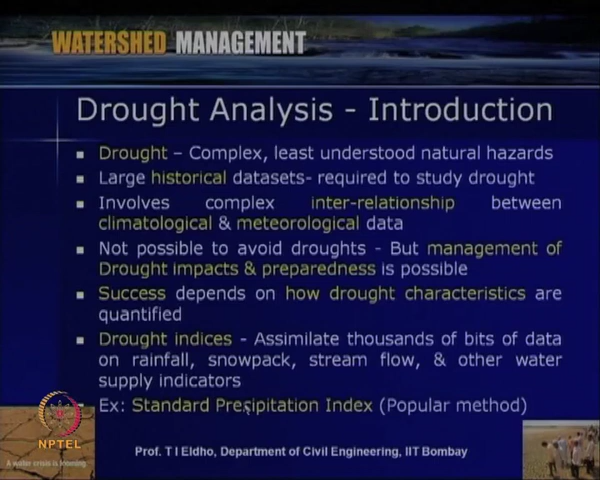 WATERSHED MANAGEMENT
Drought Analysis - Introduction
Drought – Complex, least understood natural hazards
Large historical datasets- required to study drought
Involves complex inter-relationship between
climatological & meteorological data
Not possible to avoid droughts - But management of
Drought impacts & preparedness is possible
Success depends on how drought characteristics are
quantified
Drought indices - Assimilate thousands of bits of data
on rainfall, snowpack, stream flow, & other water
supply indicators
Ex: Standard Precipitation Index (Popular method)
NPTEL
A water crisis is looming.
Prof. T I Eldho, Department of Civil Engineering, IIT Bombay